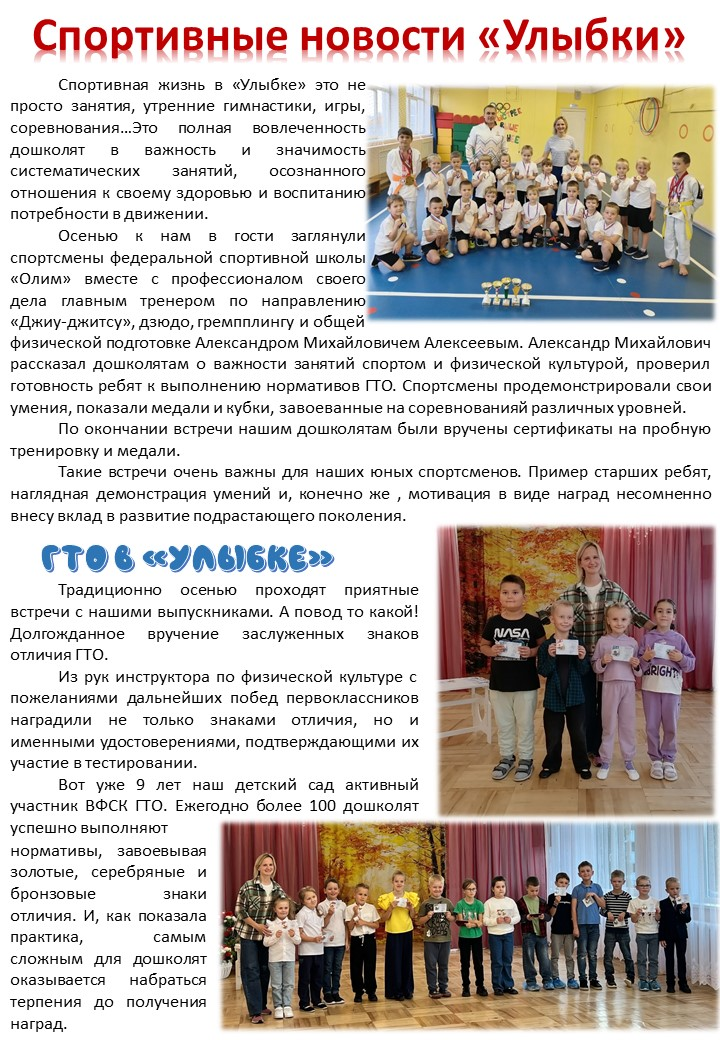 Спортивные новости «Улыбки»
Спортивная жизнь в «Улыбке» это не
просто занятия, утренние гимнастики, игры,
соревнования…Это полная вовлеченность
дошколят в важность и значимость
систематических занятий, осознанного
отношения к своему здоровью и воспитанию
потребности в движении.
Осенью к нам в гости заглянули
спортсмены федеральной спортивной школы
«Олим» вместе с профессионалом своего
дела главным тренером по направлению
«Джиу-джитсу», дзюдо, гремпплингу и общей
физической подготовке Александром Михайловичем Алексеевым. Александр Михайлович
рассказал дошколятам о важности занятий спортом и физической культурой, проверил
готовность ребят к выполнению нормативов ГТО. Спортсмены продемонстрировали свои
умения, показали медали и кубки, завоеванные на соревнованияй различных уровней.
По окончании встречи нашим дошколятам были вручены сертификаты на пробную
тренировку и медали.
Такие встречи очень важны для наших юных спортсменов. Пример старших ребят,
наглядная демонстрация умений и, конечно же , мотивация в виде наград несомненно
внесу вклад в развитие подрастающего поколения.
ГТО в «УЛЫБКЕ»
Традиционно осенью проходят приятные
встречи с нашими выпускниками. А повод то какой!
Долгожданное вручение заслуженных знаков
отличия ГТО.
Из рук инструктора по физической культуре с
пожеланиями дальнейших побед первоклассников
наградили не только знаками отличия, но и
именными удостоверениями, подтверждающими их
участие в тестировании.
Вот уже 9 лет наш детский сад активный
участник ВФСК ГТО. Ежегодно более 100 дошколят
успешно выполняют
нормативы, завоевывая
золотые, серебряные и
бронзовые знаки
отличия. И, как показала
практика, самым
сложным для дошколят
оказывается набраться
терпения до получения
наград.
NASA